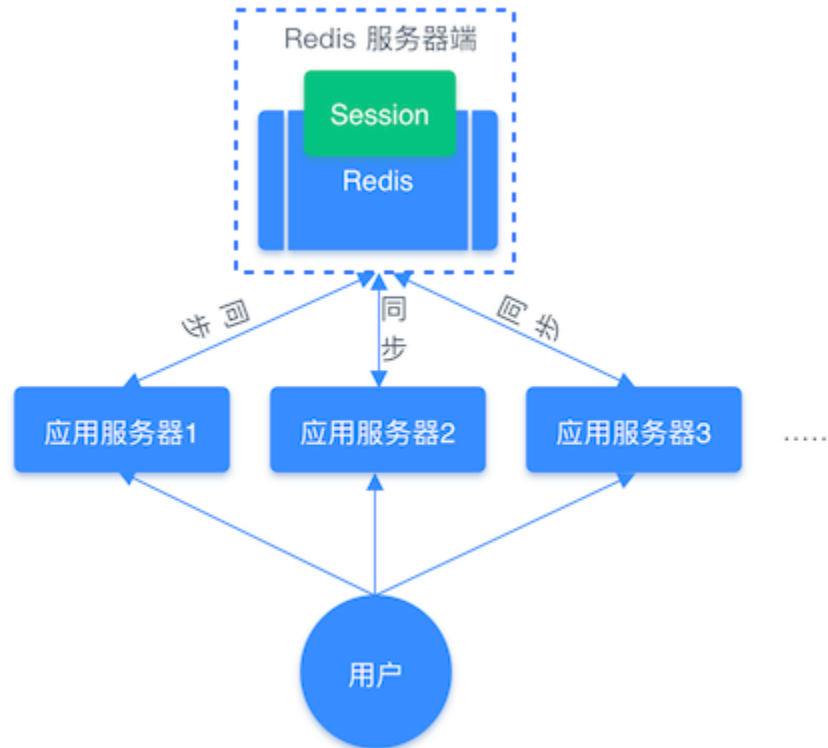 Redis 服务器端
Session
Redis
同步
同步
同步
应用服务器1
应用服务器2
应用服务器3
.....
用户